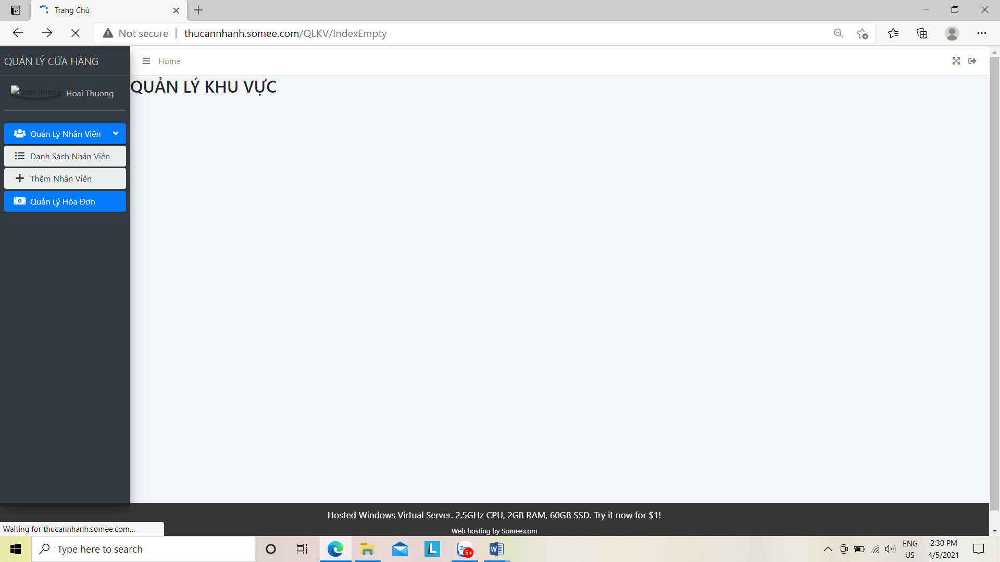 Trang Chủ
Not secure | thucannhanh.somee.com/QLKV/IndexEmpty
QUẢN LÝ CỬA HÀNG
Home
User Image
Hoai Thuong
QUẢN LÝ KHU VỰC
Quản Lý Nhân Viên
Danh Sách Nhân Viên
Thêm Nhân Viên
Quản Lý Hóa Đơn
Hosted Windows Virtual Server. 2.5GHz CPU, 2GB RAM, 60GB SSD. Try it now for $1!
Web hosting by Somee.com
Waiting for thucannhanh.somee.com...
Type here to search
L
5+
W
ENG
US
2:30 PM
4/5/2021